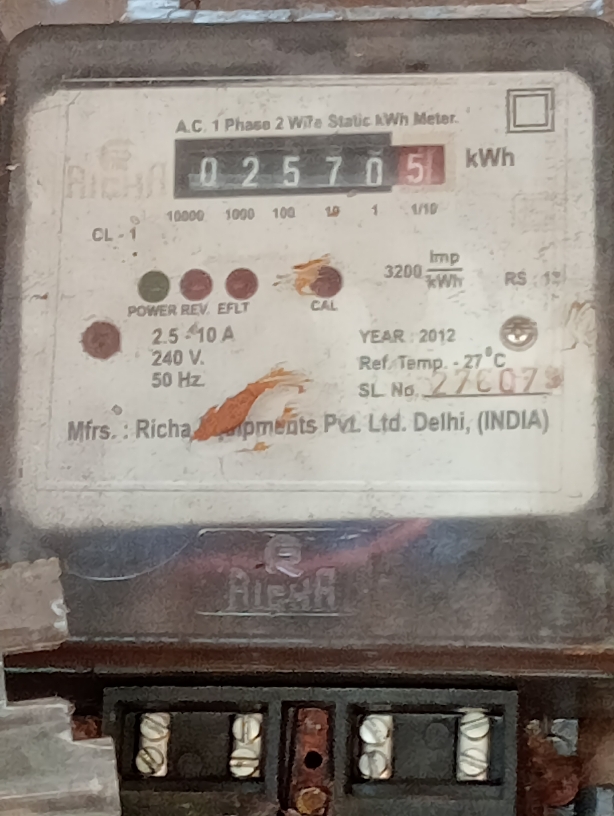 A.C. 1 Phase 2 Wire Static kWh Meter.
RICHA
0 2 5 7 0 5 kWh
10000 1000 100 10 1 1/10
CL - 1
3200 Imp/kWh
RS :
POWER REV. EFLT CAL
2.5 - 10 A
240 V.
50 Hz.
YEAR : 2012
Ref. Temp. - 27°C
SL. No.
Mfrs. : Richa Pvt. Ltd. Delhi, (INDIA)
RICHA